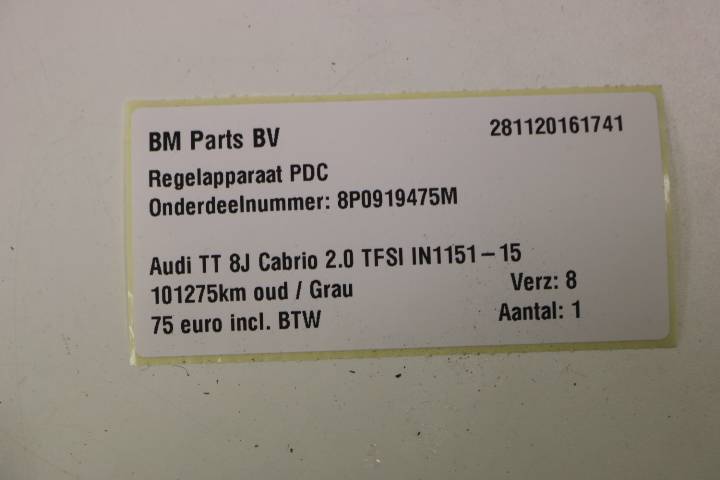 BM Parts BV 281120161741
Regelapparaat PDC
Onderdeelnummer: 8P0919475M
Audi TT 8J Cabrio 2.0 TFSI IN1151-15
101275km oud / Grau Verz: 8
75 euro incl. BTW Aantal: 1